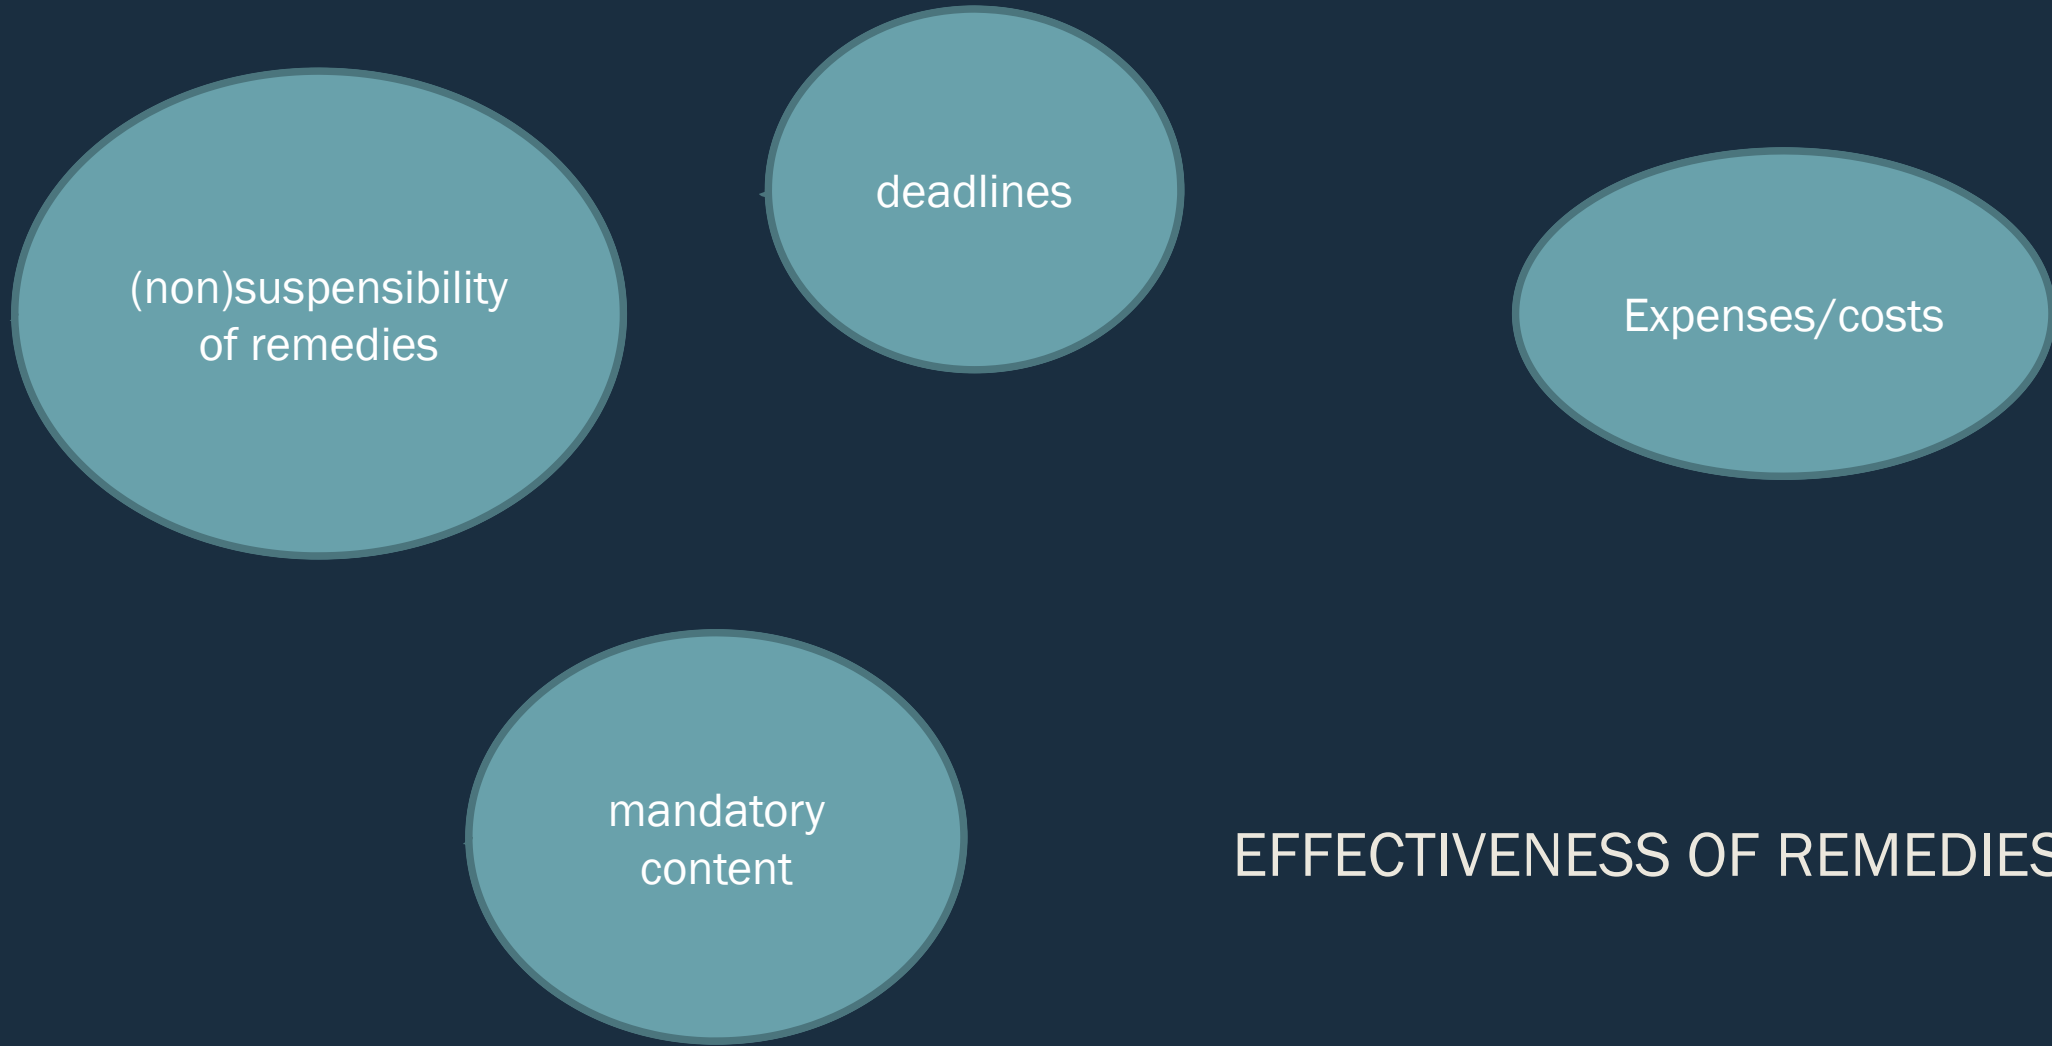 (non)suspensibility
of remedies
deadlines
Expenses/costs
mandatory
content
EFFECTIVENESS OF REMEDIES